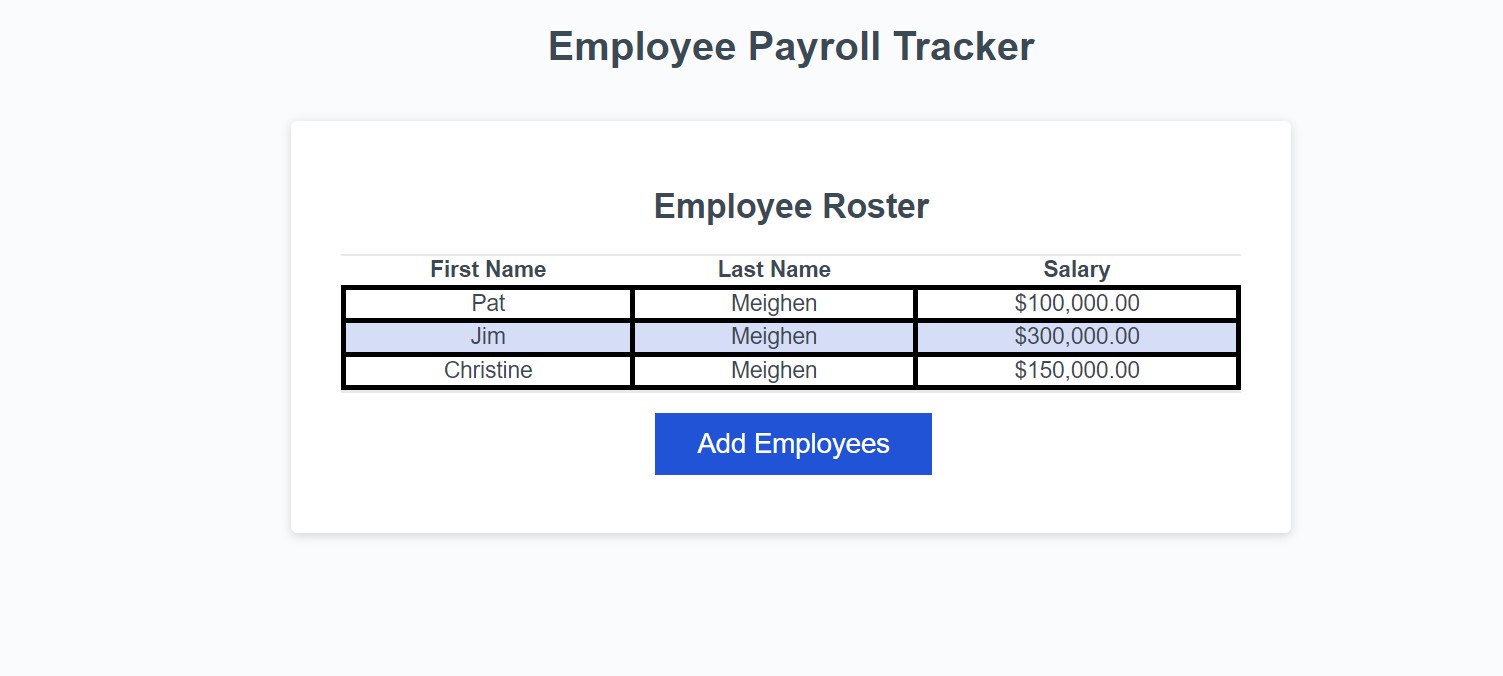 Employee Payroll Tracker
Employee Roster
First Name Last Name Salary
Pat Meighen $100,000.00
Jim Meighen $300,000.00
Christine Meighen $150,000.00
Add Employees